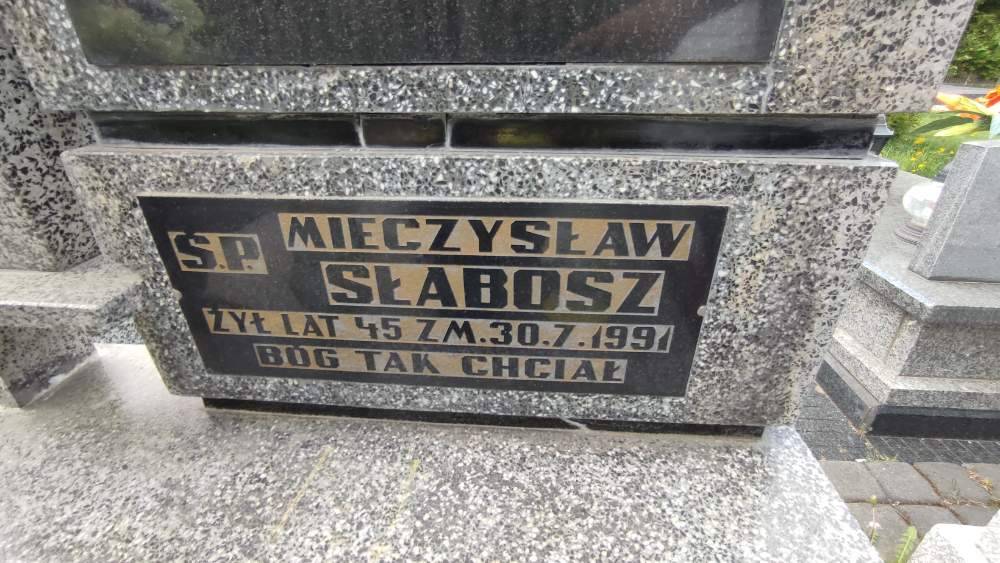 Ś.P. MIECZYSŁAW
SŁABOSZ
ŻYŁ LAT 45 ZM. 30.7.1991
BÓG TAK CHCIAŁ